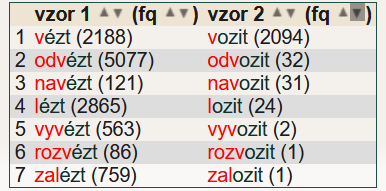 vzor 1 ▲▼ (fq ▲▼) vzor 2 ▲▼ (fq ▲▼)
1 vézt (2188) vozit (2094)
2 odvézt (5077) odvozit (32)
3 navézt (121) navozit (31)
4 lézt (2865) lozit (24)
5 vyvézt (563) vyvozit (2)
6 rozvézt (86) rozvozit (1)
7 zalézt (759) zalozit (1)